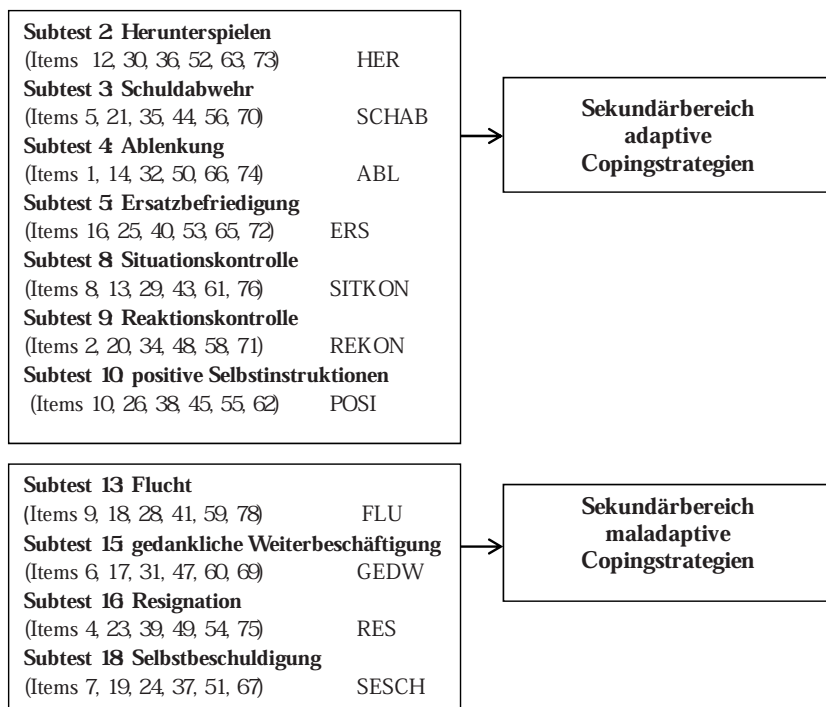 Subtest 2: Herunterspielen
(Items 12, 30, 36, 52, 63, 73) HER
Subtest 3: Schuldabwehr
(Items 5, 21, 35, 44, 56, 70) SCHAB
Subtest 4: Ablenkung
(Items 1, 14, 32, 50, 66, 74) ABL
Subtest 5: Ersatzbefriedigung
(Items 16, 25, 40, 53, 65, 72) ERS
Subtest 8: Situationskontrolle
(Items 8, 13, 29, 43, 61, 76) SITKON
Subtest 9: Reaktionskontrolle
(Items 2, 20, 34, 48, 58, 71) REKON
Subtest 10: positive Selbstinstruktionen
(Items 10, 26, 38, 45, 55, 62) POSI
Sekundärbereich
adaptive
Copingstrategien
Subtest 13: Flucht
(Items 9, 18, 28, 41, 59, 78) FLU
Subtest 15: gedankliche Weiterbeschäftigung
(Items 6, 17, 31, 47, 60, 69) GEDW
Subtest 16: Resignation
(Items 4, 23, 39, 49, 54, 75) RES
Subtest 18: Selbstbeschuldigung
(Items 7, 19, 24, 37, 51, 67) SESCH
Sekundärbereich
maladaptive
Copingstrategien